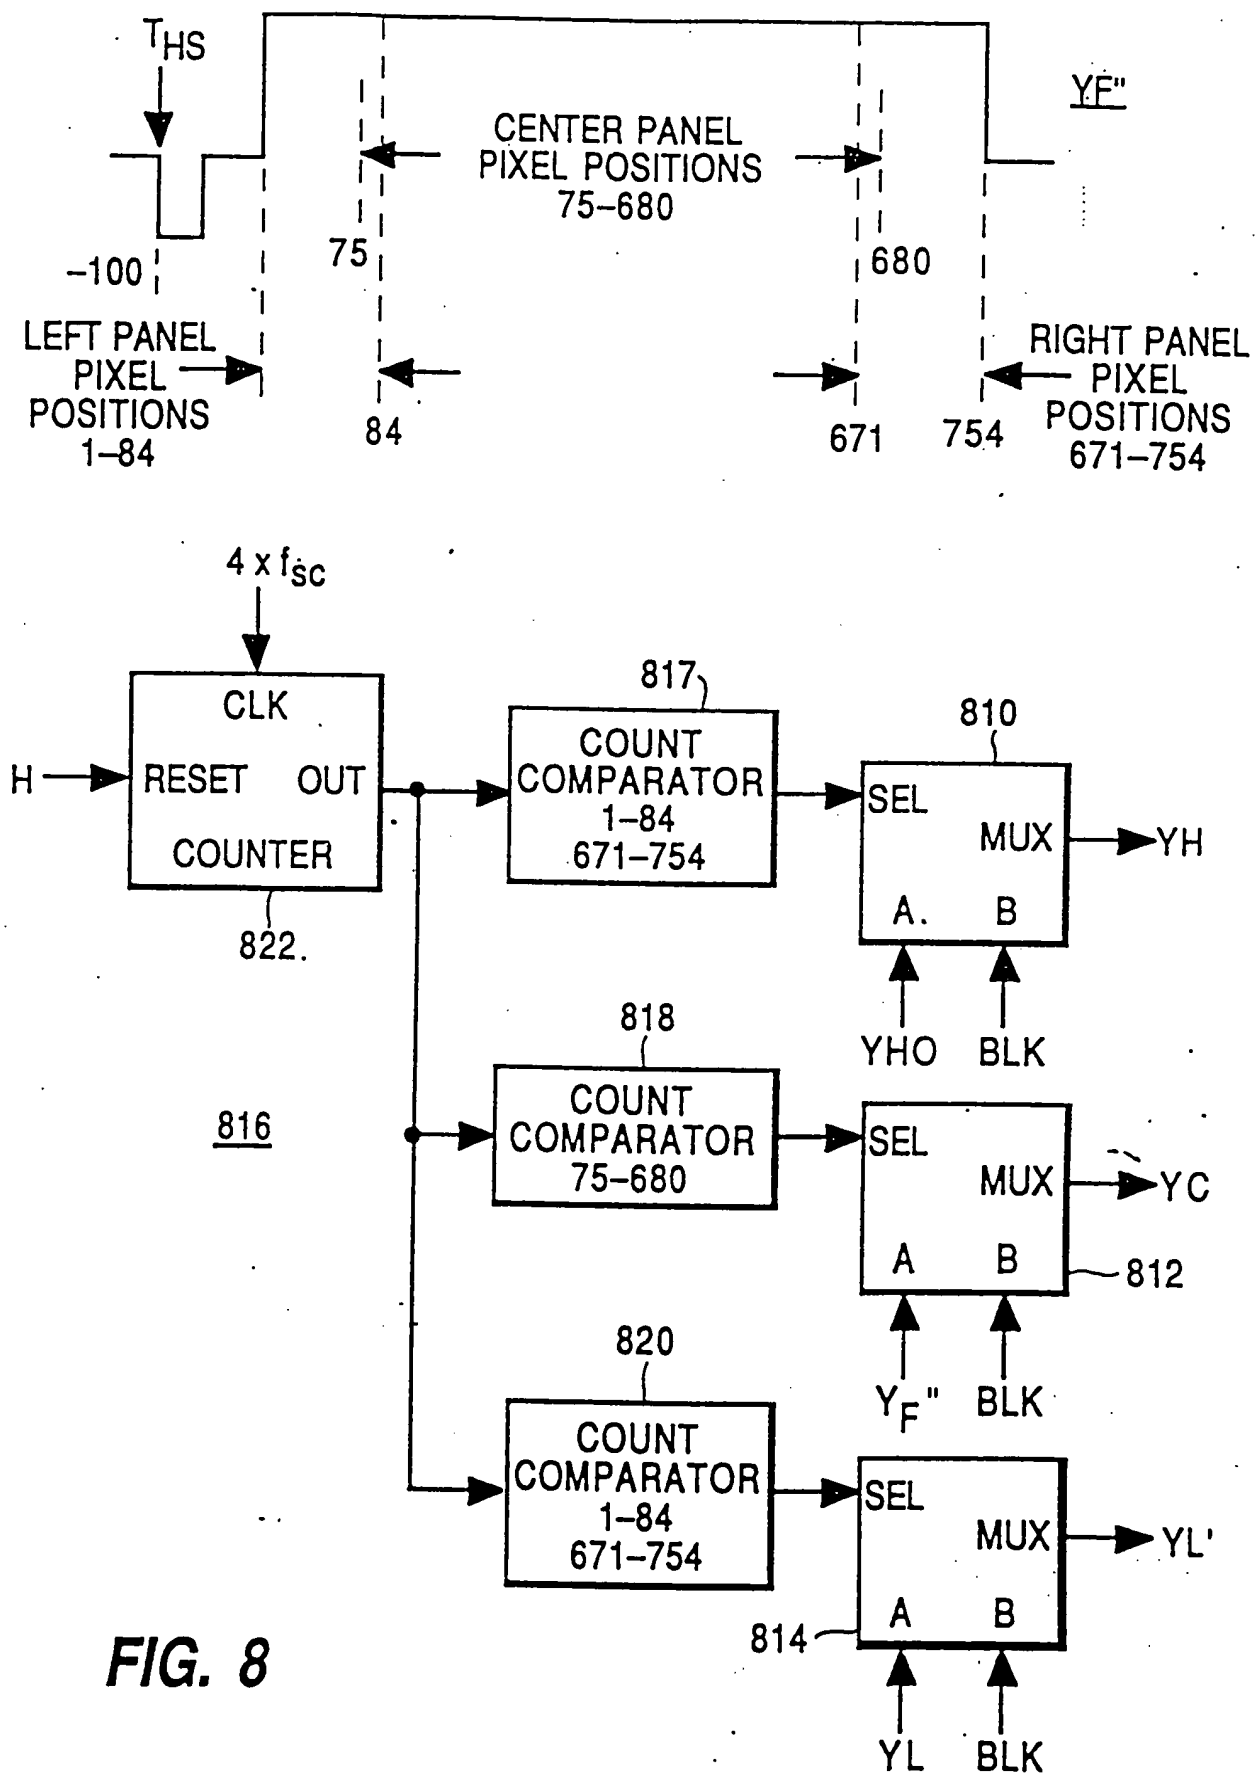 T_HS
YF"
CENTER PANEL
PIXEL POSITIONS
75–680
75
680
–100
LEFT PANEL
PIXEL
POSITIONS
1–84
RIGHT PANEL
PIXEL
POSITIONS
671–754
84
671
754
4 x f_sc
CLK
H
RESET OUT
COUNTER
822.
817
COUNT
COMPARATOR
1–84
671–754
810
SEL
MUX
YH
A. B
YHO BLK
816
818
COUNT
COMPARATOR
75–680
SEL
MUX
YC
A B
812
Y_F" BLK
820
COUNT
COMPARATOR
1–84
671–754
SEL
MUX
YL'
A B
814
YL BLK
FIG. 8